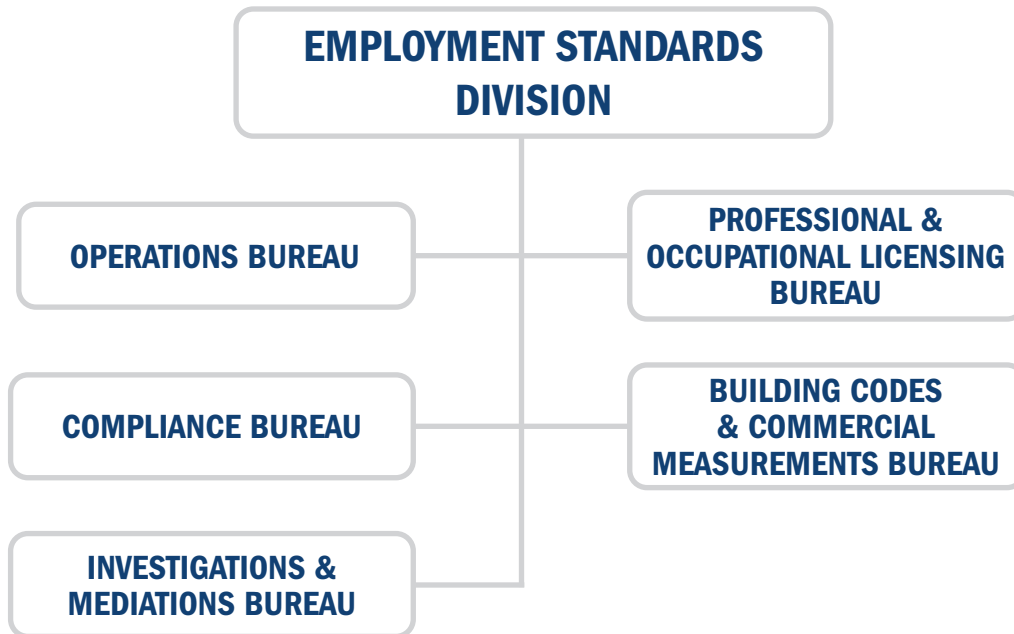 EMPLOYMENT STANDARDS
DIVISION
OPERATIONS BUREAU
PROFESSIONAL &
OCCUPATIONAL LICENSING
BUREAU
COMPLIANCE BUREAU
BUILDING CODES
& COMMERCIAL
MEASUREMENTS BUREAU
INVESTIGATIONS &
MEDIATIONS BUREAU